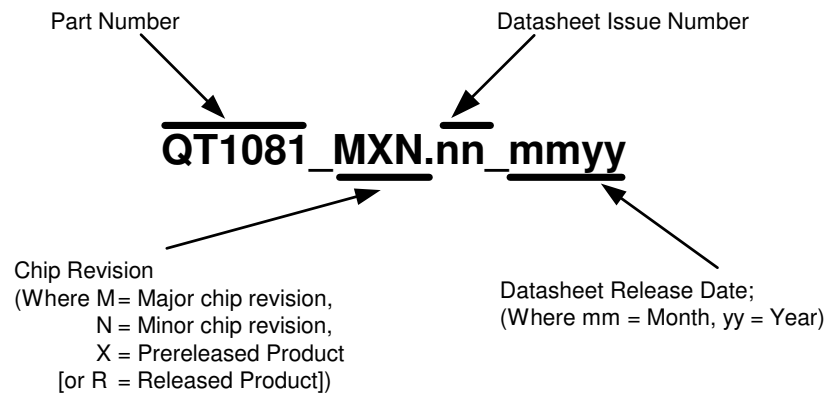 Part Number
Datasheet Issue Number
QT1081_MXN.nn_mmyy
Chip Revision
(Where M = Major chip revision,
N = Minor chip revision,
X = Prereleased Product
[or R = Released Product])
Datasheet Release Date;
(Where mm = Month, yy = Year)